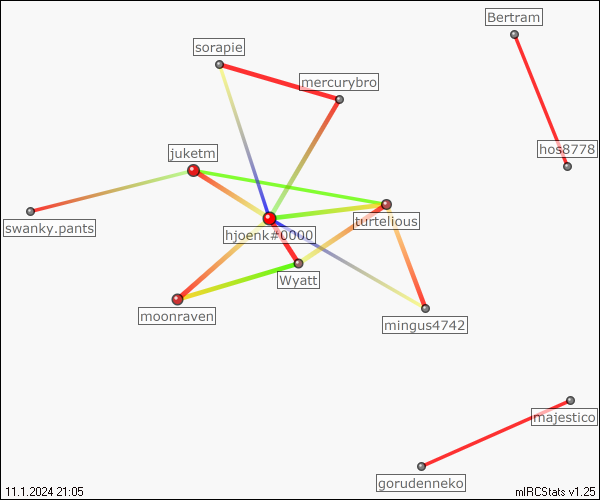 Bertram
sorapie
mercurybro
hos8778
juketm
swanky.pants
turtelious
hjoenk#0000
Wyatt
moonraven
mingus4742
majestico
gorudenneko
11.1.2024 21:05
mIRCStats v1.25